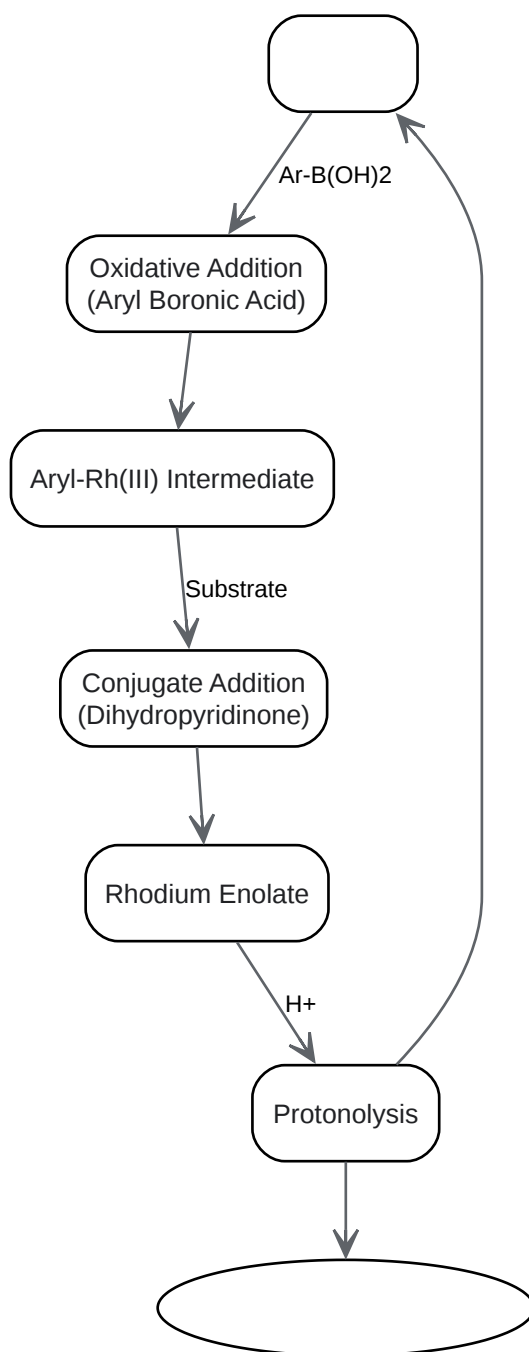 Ar-B(OH)2
Oxidative Addition
(Aryl Boronic Acid)
Aryl-Rh(III) Intermediate
Substrate
Conjugate Addition
(Dihydropyridinone)
Rhodium Enolate
H+
Protonolysis